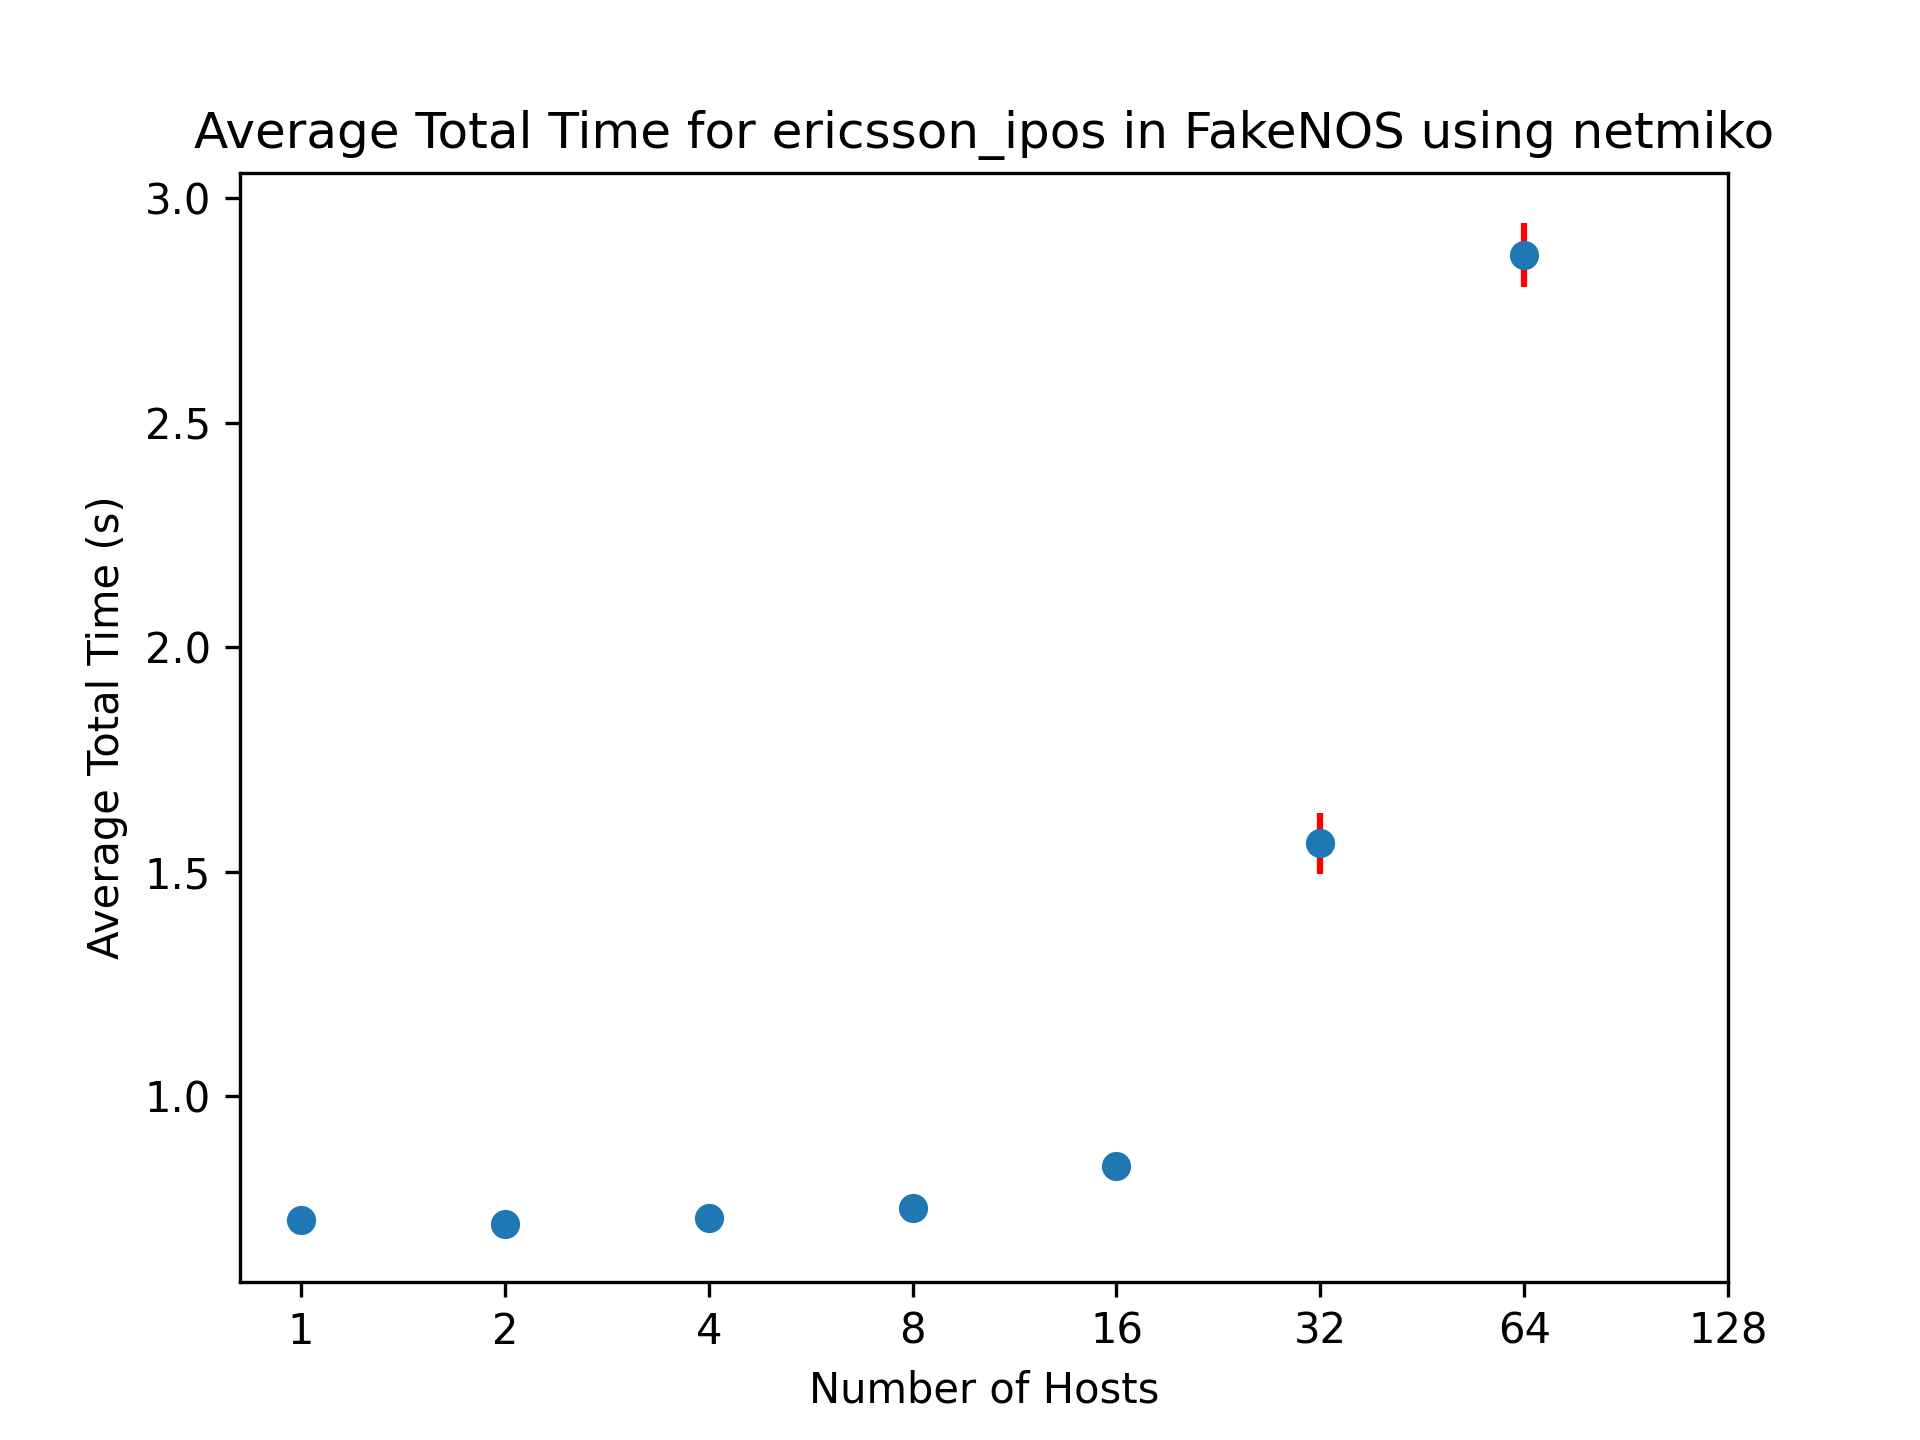 Average Total Time for ericsson_ipos in FakeNOS using netmiko
3.0
2.5
2.0
1.5
1.0
Average Total Time (s)
1 2 4 8 16 32 64 128
Number of Hosts